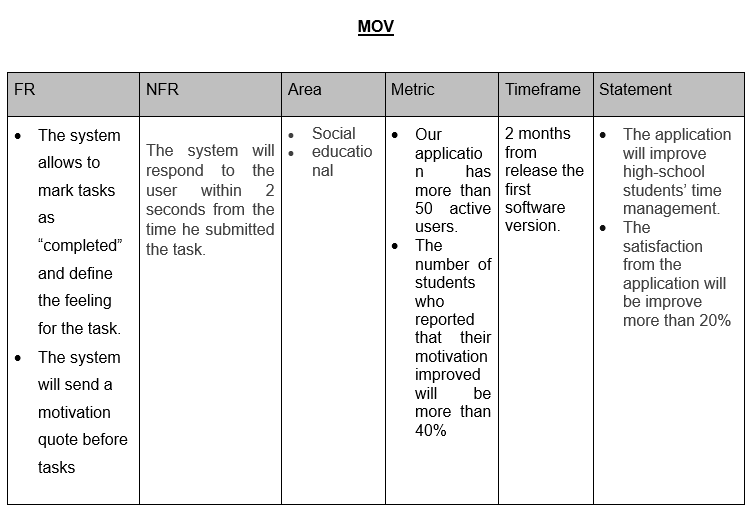 MOV
FR
NFR
Area
Metric
Timeframe
Statement
• The system
allows to
mark tasks
as
“completed”
and define
the feeling
for the task.
• The system
will send a
motivation
quote before
tasks
The system will
respond to the
user within 2
seconds from the
time he submitted
the task.
• Social
• educatio
nal
• Our
applicatio
n has
more than
50 active
users.
• The
number of
students
who
reported
that their
motivation
improved
will be
more than
40%
2 months
from
release the
first
software
version.
• The application
will improve
high-school
students’ time
management.
• The
satisfaction
from the
application will
be improve
more than 20%